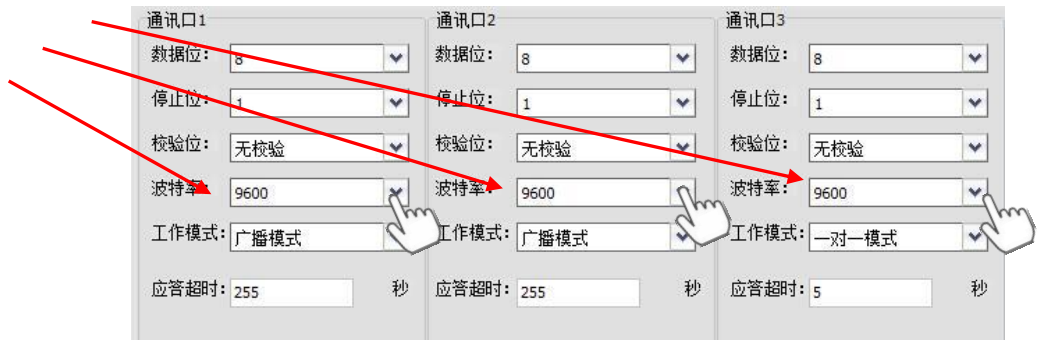 通讯口1 通讯口2 通讯口3
数据位: 8 数据位: 8 数据位: 8
停止位: 1 停止位: 1 停止位: 1
校验位: 无校验 校验位: 无校验 校验位: 无校验
波特率: 9600 波特率: 9600 波特率: 9600
工作模式: 广播模式 工作模式: 广播模式 工作模式: 一对一模式
应答超时: 255 秒 应答超时: 255 秒 应答超时: 5 秒